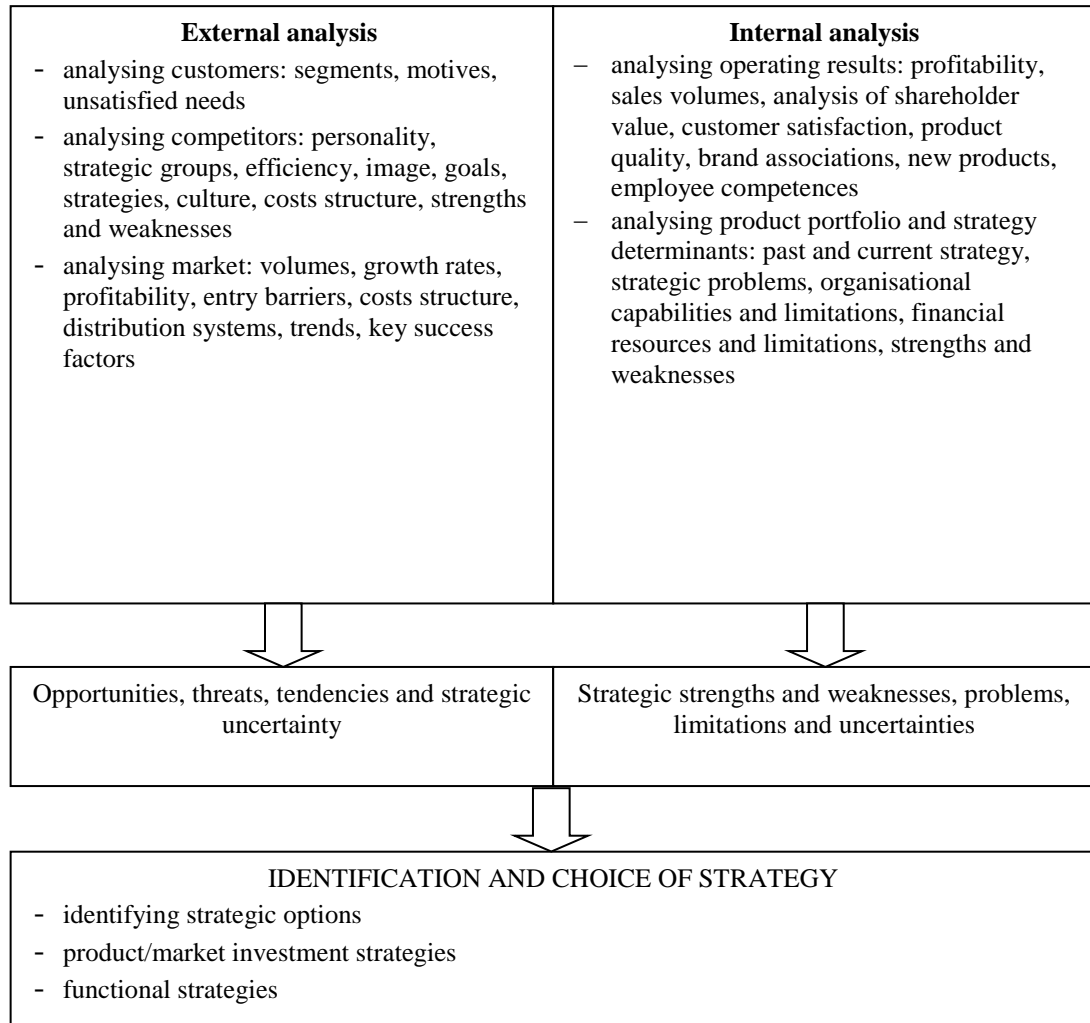 External analysis
- analysing customers: segments, motives,
unsatisfied needs
- analysing competitors: personality,
strategic groups, efficiency, image, goals,
strategies, culture, costs structure, strengths
and weaknesses
- analysing market: volumes, growth rates,
profitability, entry barriers, costs structure,
distribution systems, trends, key success
factors
Internal analysis
– analysing operating results: profitability,
sales volumes, analysis of shareholder
value, customer satisfaction, product
quality, brand associations, new products,
employee competences
– analysing product portfolio and strategy
determinants: past and current strategy,
strategic problems, organisational
capabilities and limitations, financial
resources and limitations, strengths and
weaknesses
Opportunities, threats, tendencies and strategic
uncertainty
Strategic strengths and weaknesses, problems,
limitations and uncertainties
IDENTIFICATION AND CHOICE OF STRATEGY
- identifying strategic options
- product/market investment strategies
- functional strategies